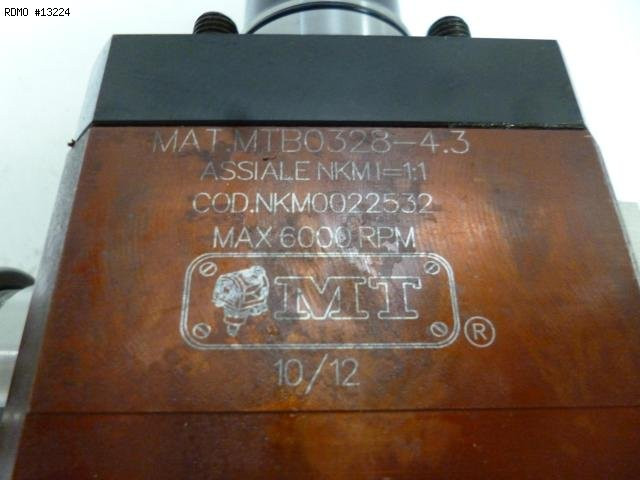 RDMO #13224
MAT.MTB0328-4.3
ASSIALE NKM I=1:1
COD.NKM0022532
MAX 6000 RPM
MT
®
10/12